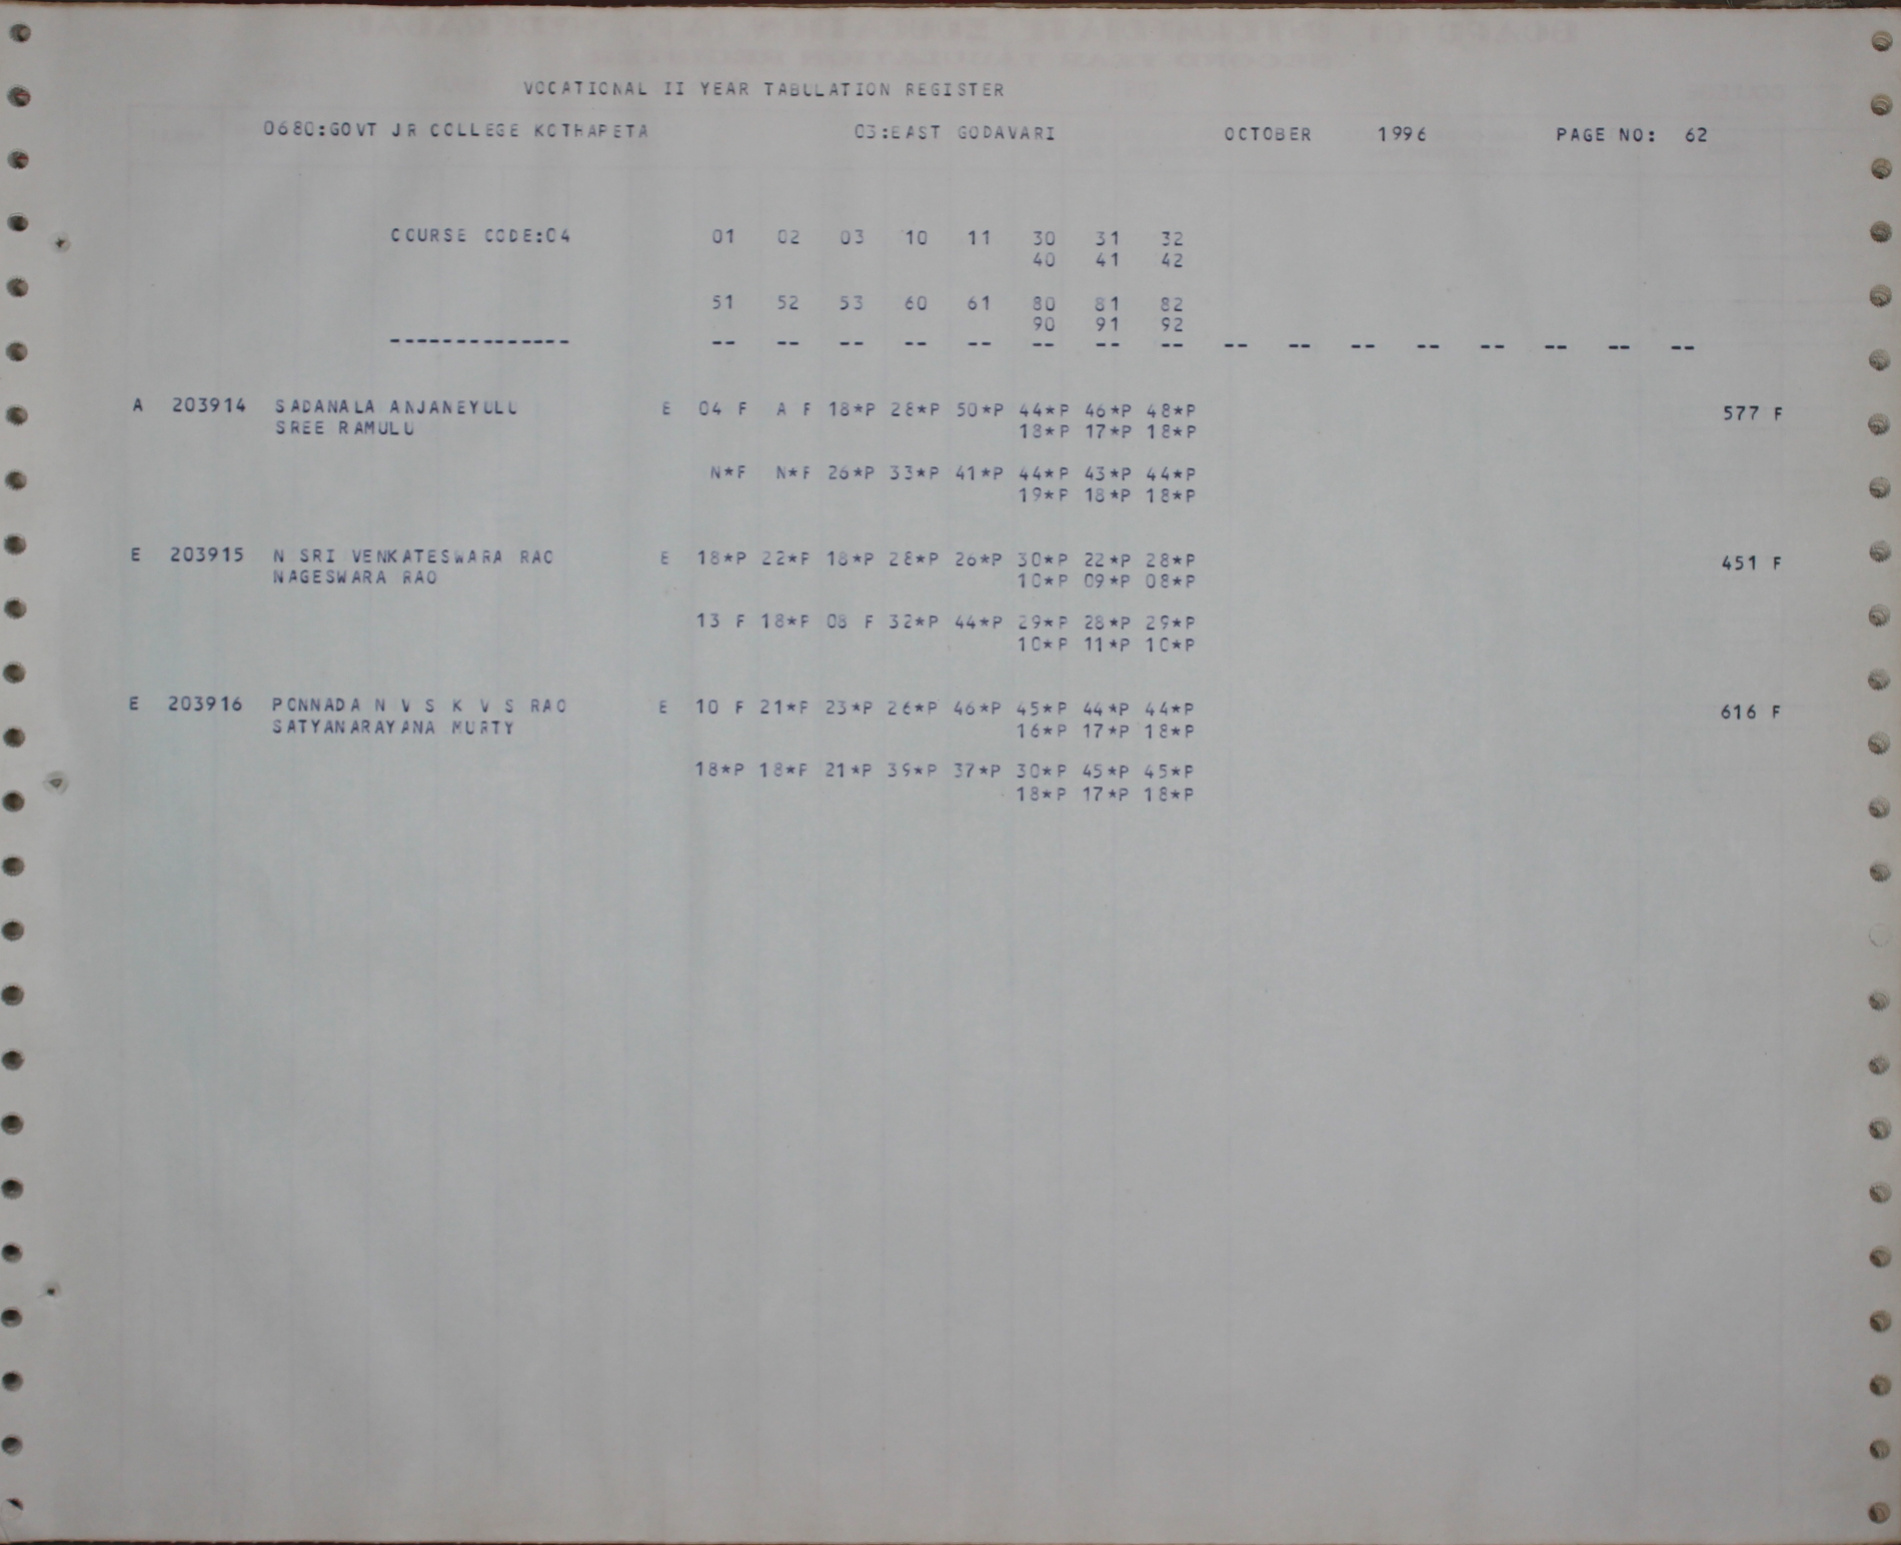 VOCATIONAL II YEAR TABULATION REGISTER
0680:GOVT JR COLLEGE KOTHAPETA 03:EAST GODAVARI OCTOBER 1996 PAGE NO: 62
COURSE CODE:04 01 02 03 10 11 30 31 32
40 41 42
51 52 53 60 61 80 81 82
90 91 92
-------------- -- -- -- -- -- -- -- -- -- -- -- -- -- -- -- --
A 203914 SADANALA ANJANEYULU E 04 F A F 18*P 28*P 50*P 44*P 46*P 48*P 577 F
SREE RAMULU 18*P 17*P 18*P
N*F N*F 26*P 33*P 41*P 44*P 43*P 44*P
19*P 18*P 18*P
E 203915 N SRI VENKATESWARA RAO E 18*P 22*P 18*P 28*P 26*P 30*P 22*P 28*P 451 F
NAGESWARA RAO 10*P 09*P 08*P
13 F 18*P 08 F 32*P 44*P 29*P 28*P 29*P
10*P 11*P 10*P
E 203916 PONNADA N V S K V S RAO E 10 F 21*P 23*P 26*P 46*P 45*P 44*P 44*P 616 F
SATYANARAYANA MURTY 16*P 17*P 18*P
18*P 18*P 21*P 39*P 37*P 30*P 45*P 45*P
18*P 17*P 18*P